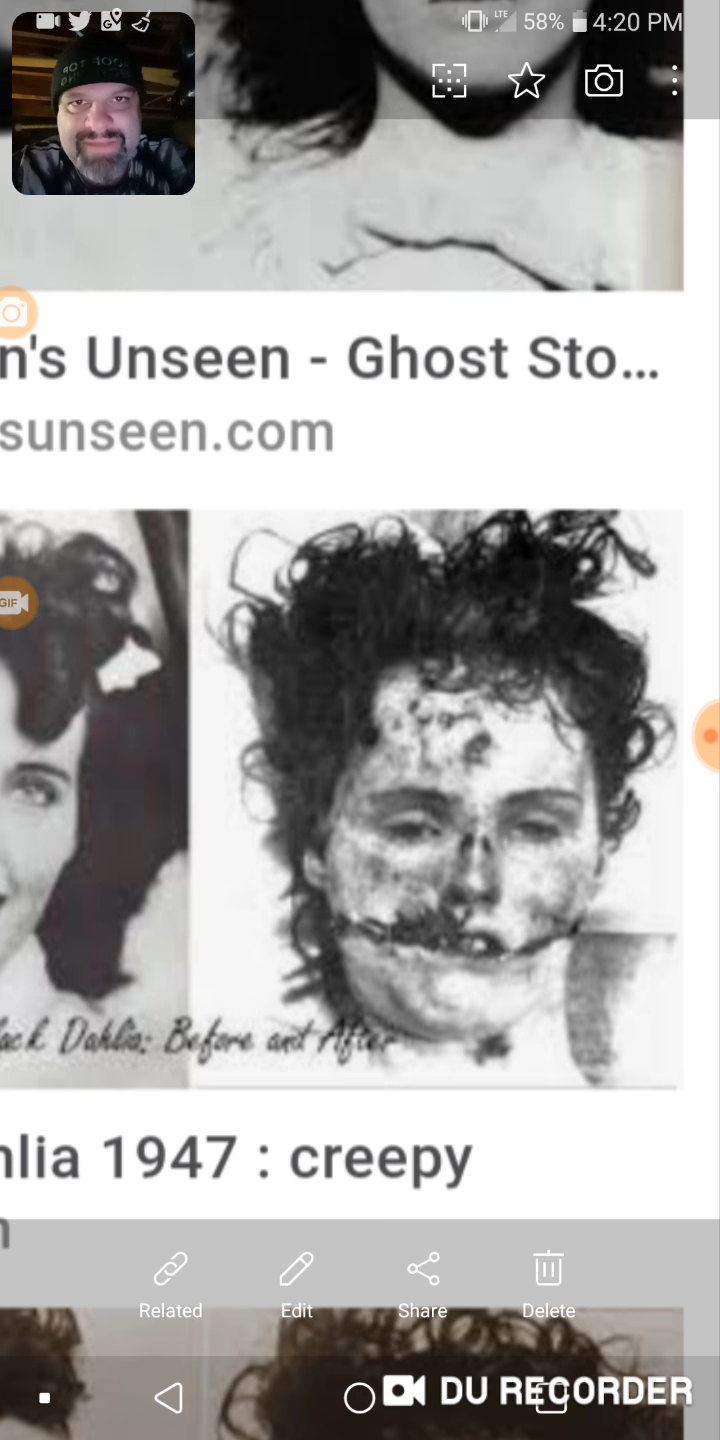 LTE 58% 4:20 PM
n's Unseen - Ghost Sto...
sunseen.com
GIF
ack Dahlia: Before and After
hlia 1947 : creepy
Related Edit Share Delete
DU RECORDER